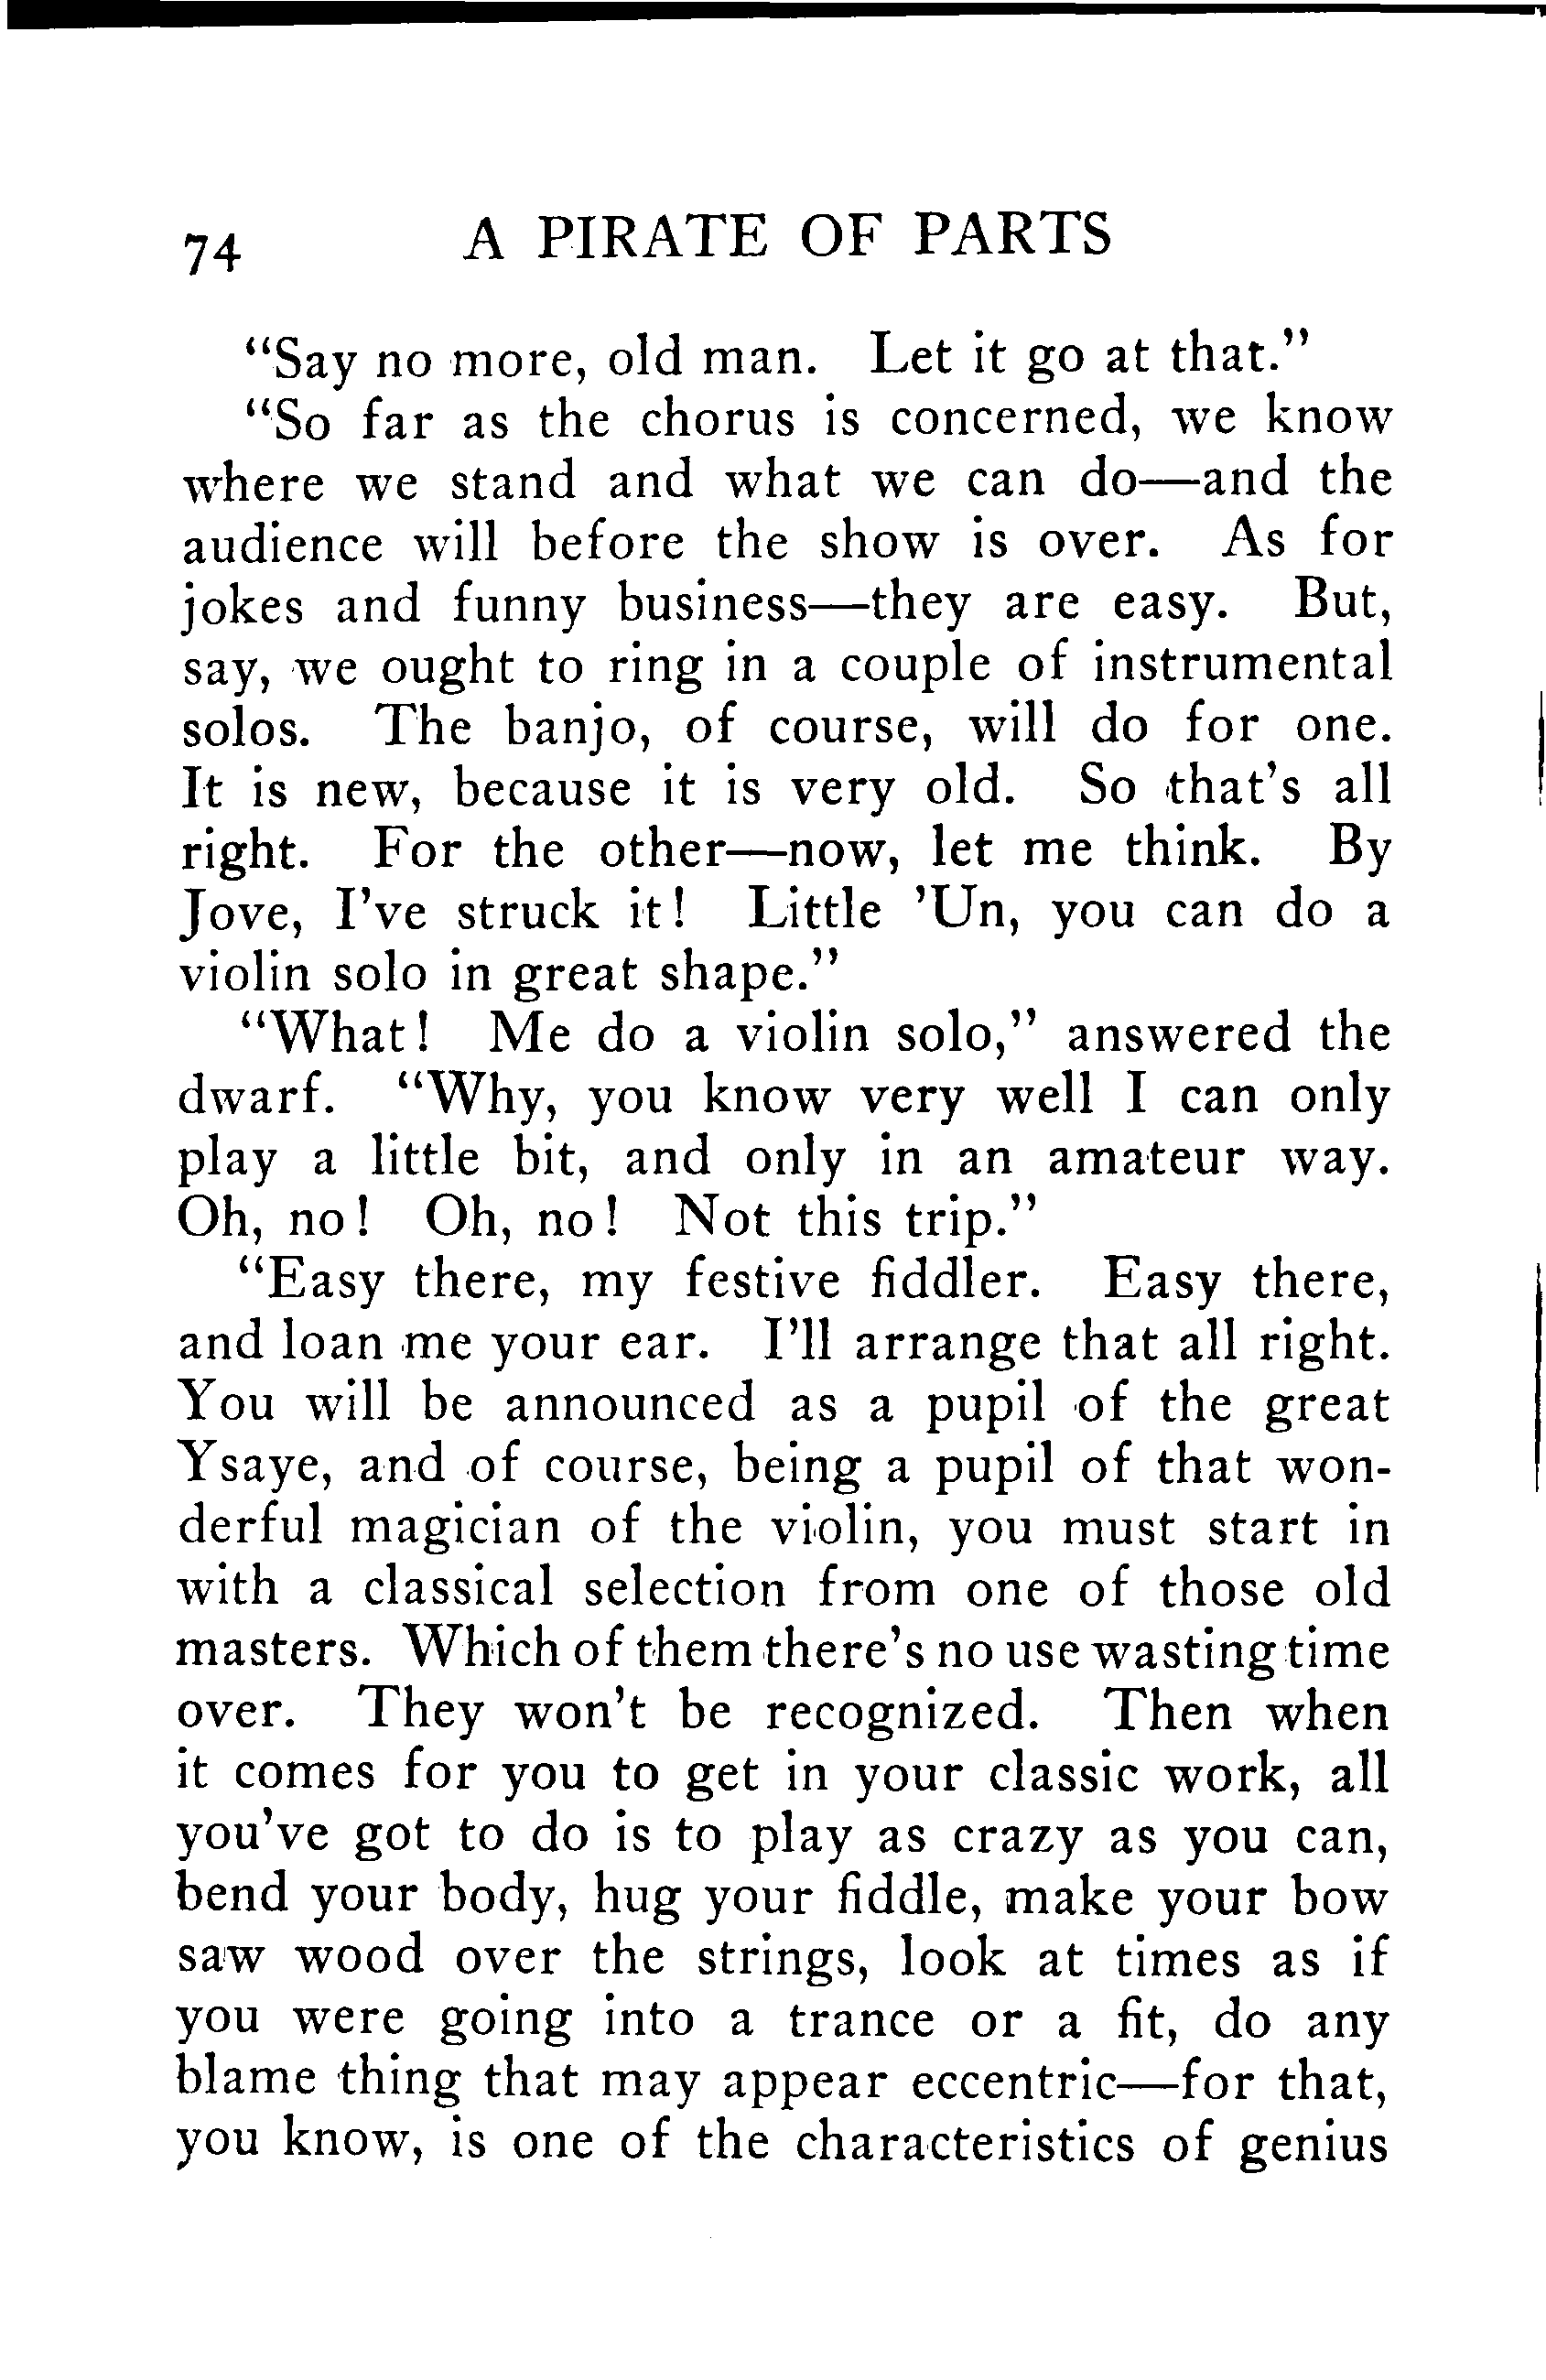 74 A PIRATE OF PARTS
“Say no more, old man. Let it go at that.”
“So far as the chorus is concerned, we know
where we stand and what we can do—and the
audience will before the show is over. As for
jokes and funny business—they are easy. But,
say, we ought to ring in a couple of instrumental
solos. The banjo, of course, will do for one.
It is new, because it is very old. So that’s all
right. For the other—now, let me think. By
Jove, I’ve struck it! Little ’Un, you can do a
violin solo in great shape.”
“What! Me do a violin solo,” answered the
dwarf. “Why, you know very well I can only
play a little bit, and only in an amateur way.
Oh, no! Oh, no! Not this trip.”
“Easy there, my festive fiddler. Easy there,
and loan me your ear. I’ll arrange that all right.
You will be announced as a pupil of the great
Ysaye, and of course, being a pupil of that won-
derful magician of the violin, you must start in
with a classical selection from one of those old
masters. Which of them there’s no use wasting time
over. They won’t be recognized. Then when
it comes for you to get in your classic work, all
you’ve got to do is to play as crazy as you can,
bend your body, hug your fiddle, make your bow
saw wood over the strings, look at times as if
you were going into a trance or a fit, do any
blame thing that may appear eccentric—for that,
you know, is one of the characteristics of genius